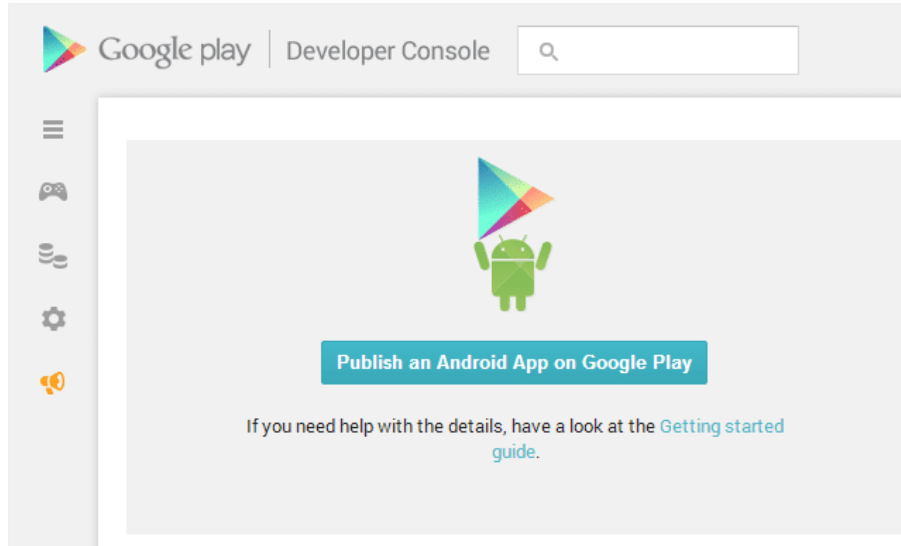 Google play Developer Console
Publish an Android App on Google Play
If you need help with the details, have a look at the Getting started
guide.